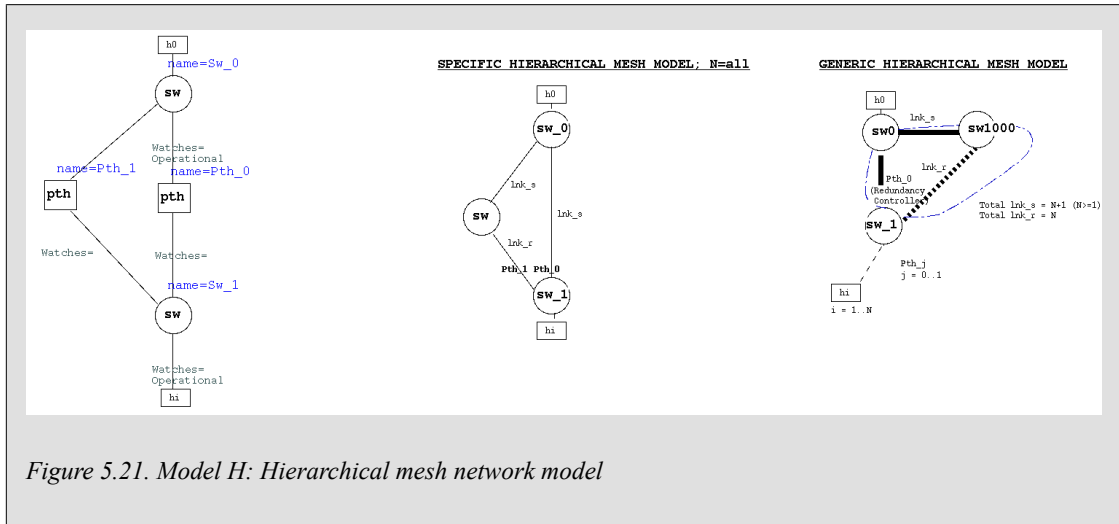 h0
name=Sw_0
sw
Watches=
Operational
name=Pth_1
name=Pth_0
pth
pth
Watches=
Watches=
name=Sw_1
sw
Watches=
Operational
hi
SPECIFIC HIERARCHICAL MESH MODEL; N=all
h0
sw_0
lnk_s
lnk_s
sw
lnk_r
Pth_1 Pth_0
sw_1
hi
GENERIC HIERARCHICAL MESH MODEL
h0
lnk_s
sw0
sw1000
lnk_r
Pth_0
(Redundancy
Controller)
Total lnk_s = N+1 (N>=1)
Total lnk_r = N
sw_1
Pth_j
j = 0..1
hi
i = 1..N
Figure 5.21. Model H: Hierarchical mesh network model